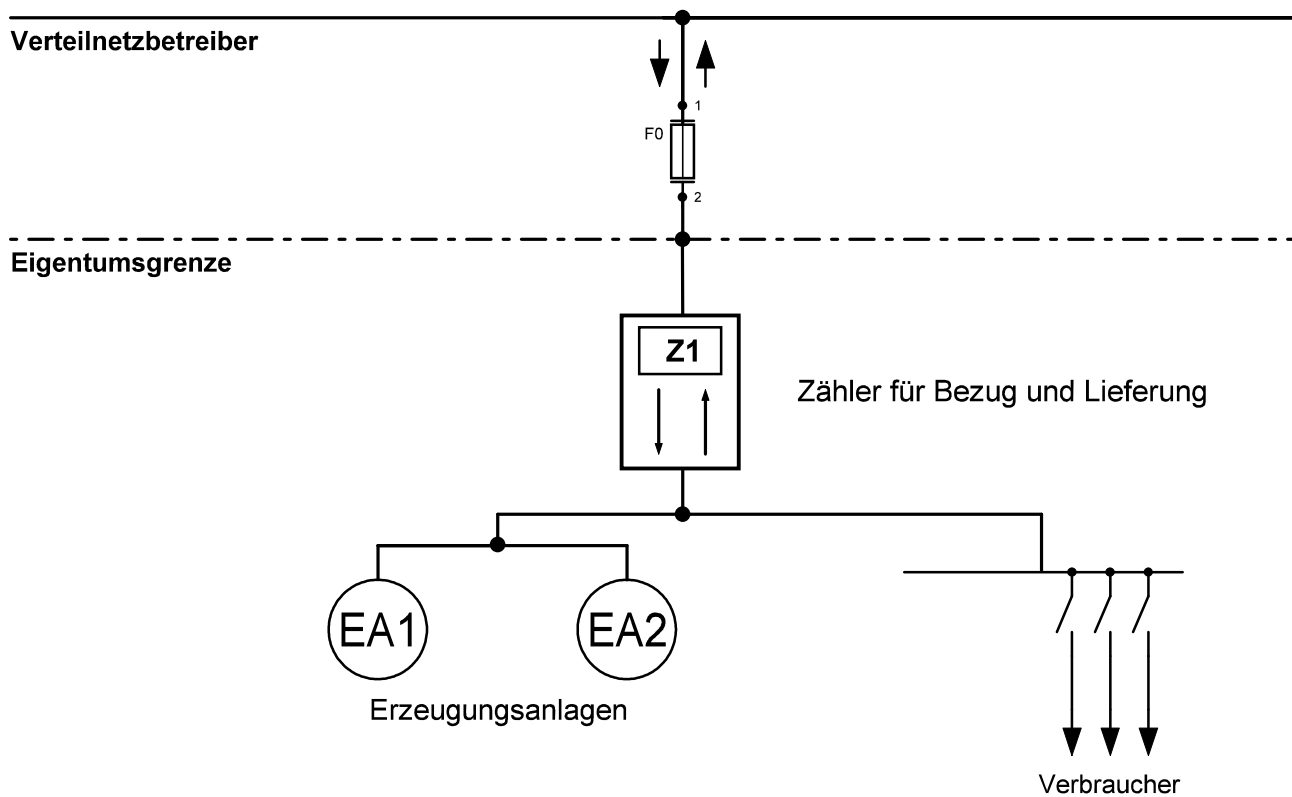 Verteilnetzbetreiber
1
F0
2
Eigentumsgrenze
Z1
Zähler für Bezug und Lieferung
EA1
EA2
Erzeugungsanlagen
Verbraucher